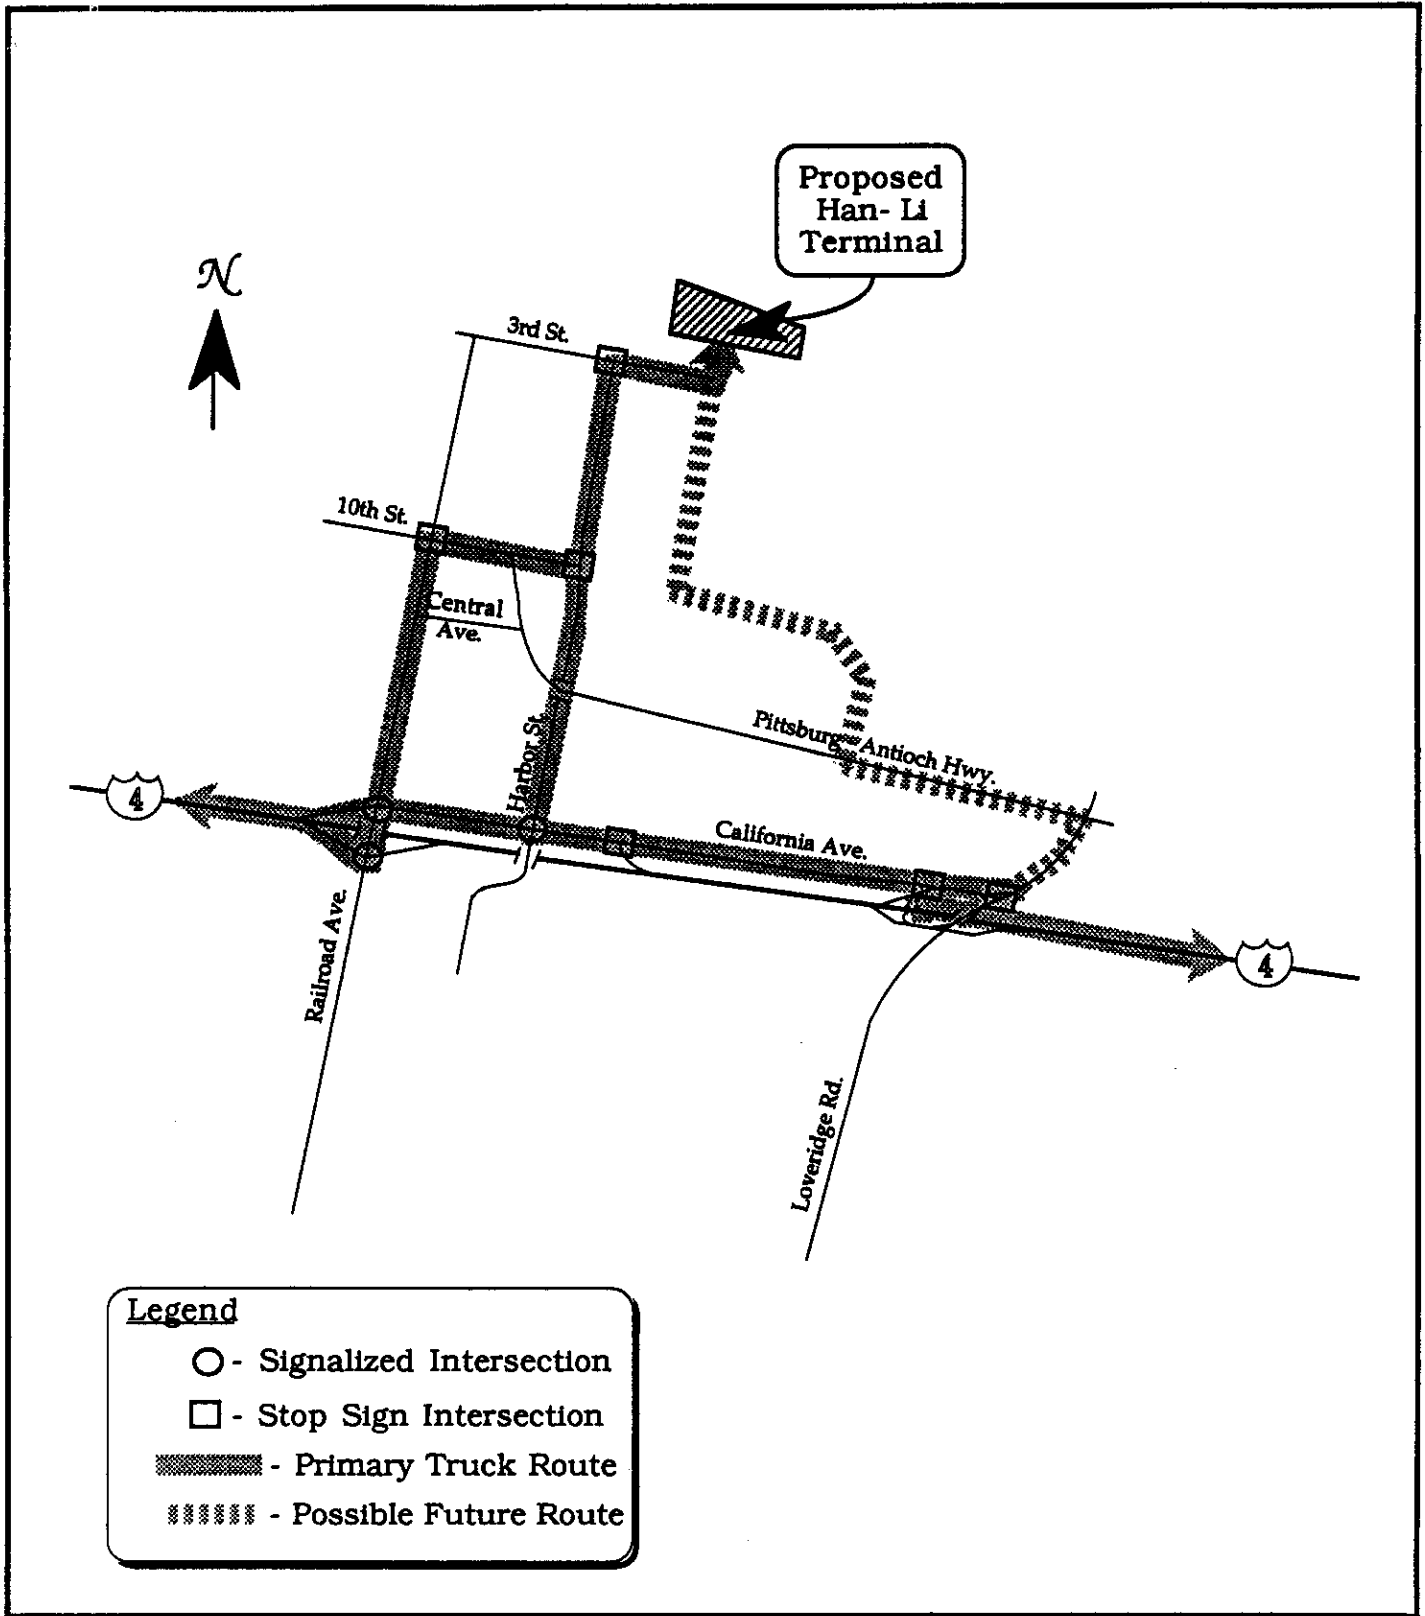 Proposed
Han- Li
Terminal
N
3rd St.
10th St.
Central
Ave.
Harbor St.
Pittsburg - Antioch Hwy.
4
California Ave.
4
Railroad Ave.
Loveridge Rd.
Legend
- Signalized Intersection
- Stop Sign Intersection
- Primary Truck Route
- Possible Future Route